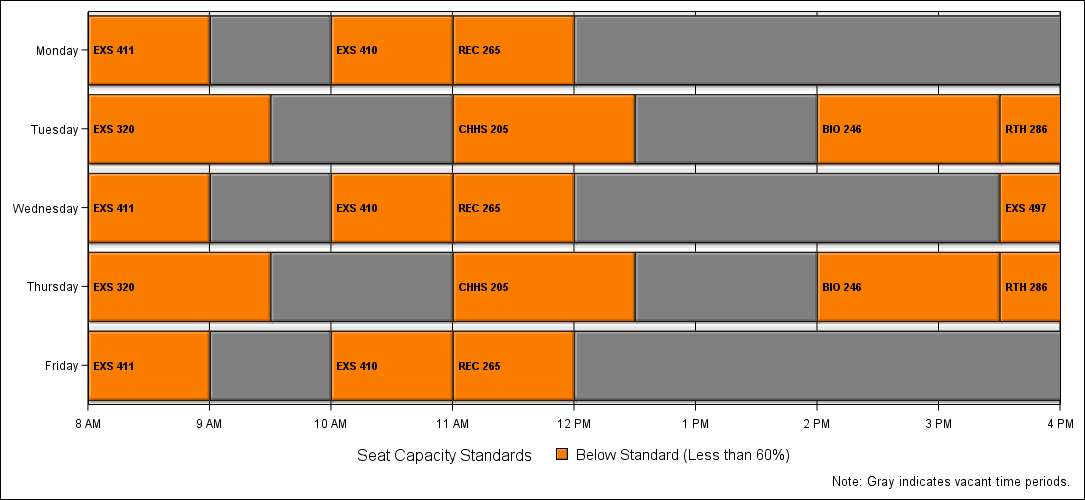 Monday EXS 411 EXS 410 REC 265
Tuesday EXS 320 CHHS 205 BIO 246 RTH 286
Wednesday EXS 411 EXS 410 REC 265 EXS 497
Thursday EXS 320 CHHS 205 BIO 246 RTH 286
Friday EXS 411 EXS 410 REC 265
8 AM 9 AM 10 AM 11 AM 12 PM 1 PM 2 PM 3 PM 4 PM
Seat Capacity Standards Below Standard (Less than 60%)
Note: Gray indicates vacant time periods.